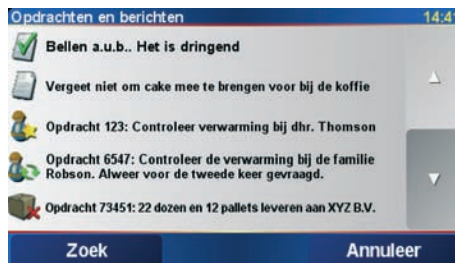 Opdrachten en berichten 14:4
Bellen a.u.b.. Het is dringend
Vergeet niet om cake mee te brengen voor bij de koffie
Opdracht 123: Controleer verwarming bij dhr. Thomson
Opdracht 6547: Controleer de verwarming bij de familie
Robson. Alweer voor de tweede keer gevraagd.
Opdracht 73451: 22 dozen en 12 pallets leveren aan XYZ B.V.
Zoek Annuleer